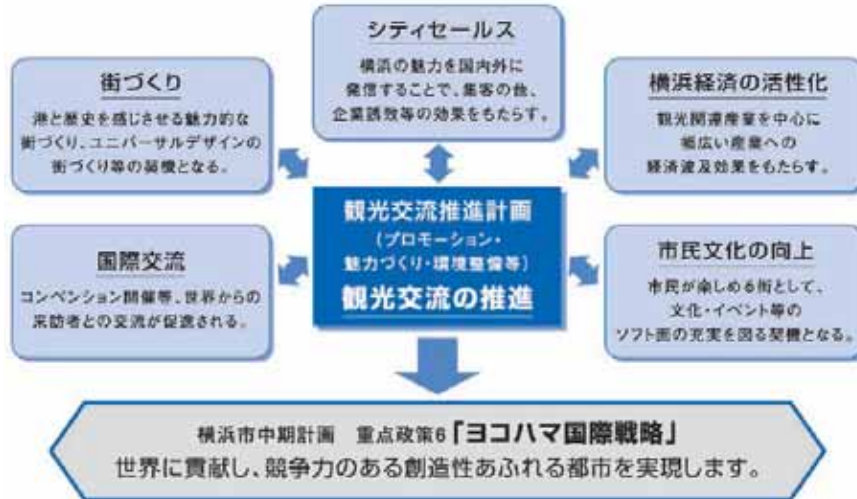 シティセールス
横浜の魅力を国内外に
発信することで、集客の他、
企業誘致等の効果をもたらす。
街づくり
港と歴史を感じさせる魅力的な
街づくり、ユニバーサルデザインの
街づくり等の契機となる。
横浜経済の活性化
観光関連産業を中心に
幅広い産業への
経済波及効果をもたらす。
観光交流推進計画
(プロモーション・
魅力づくり・環境整備等)
観光交流の推進
国際交流
コンベンション開催等、世界からの
来訪者との交流が促進される。
市民文化の向上
市民が楽しめる街として、
文化・イベント等の
ソフト面の充実を図る契機となる。
横浜市中期計画 重点政策6「ヨコハマ国際戦略」
世界に貢献し、競争力のある創造性あふれる都市を実現します。